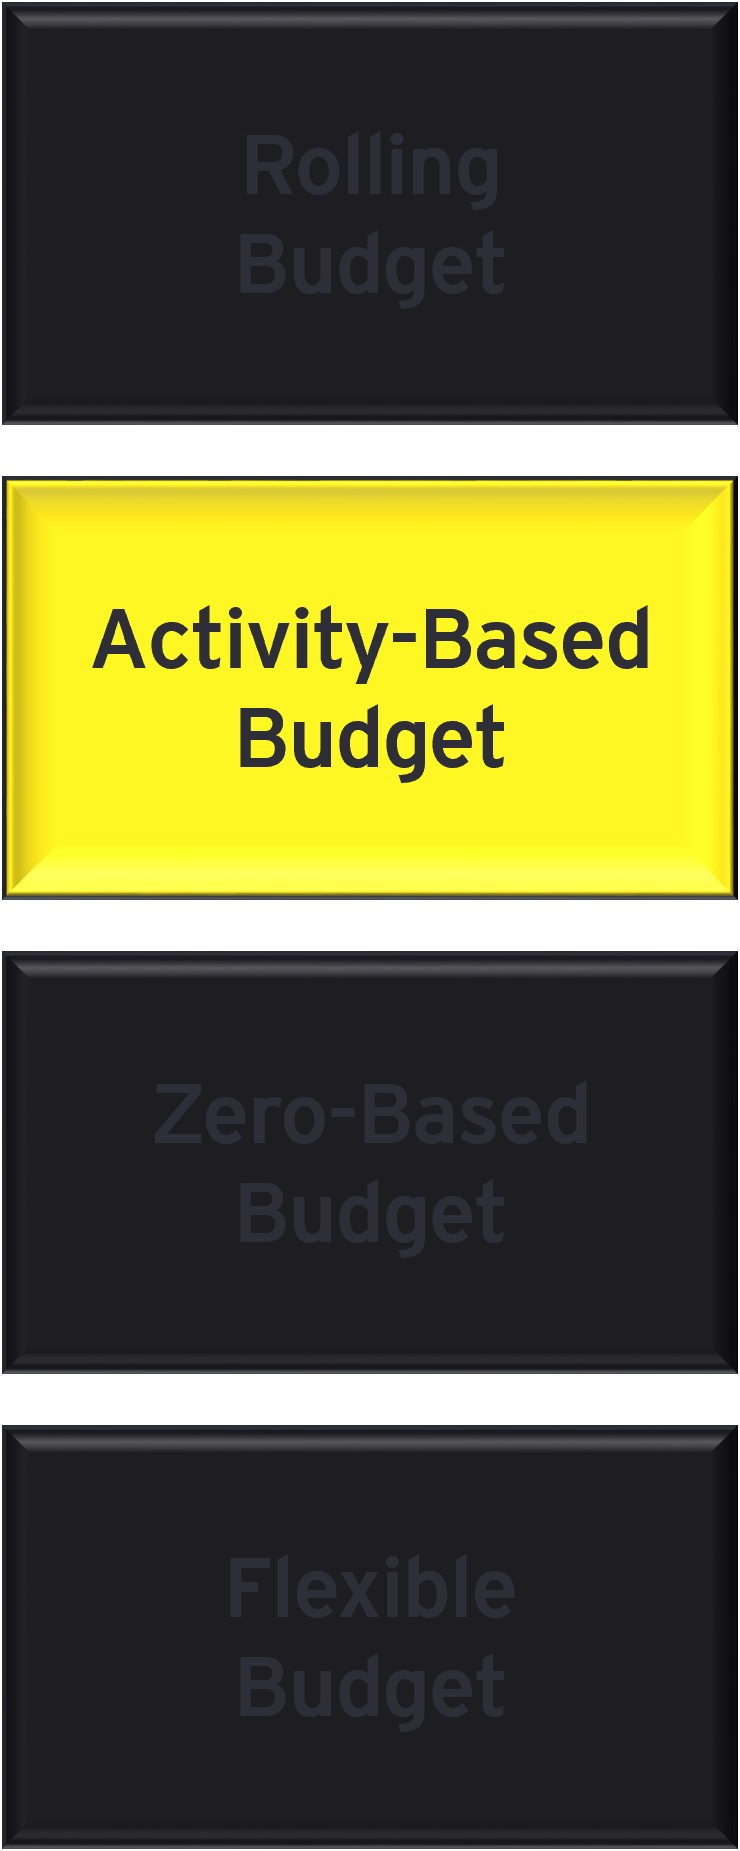 Rolling
Budget
Activity-Based
Budget
Zero-Based
Budget
Flexible
Budget